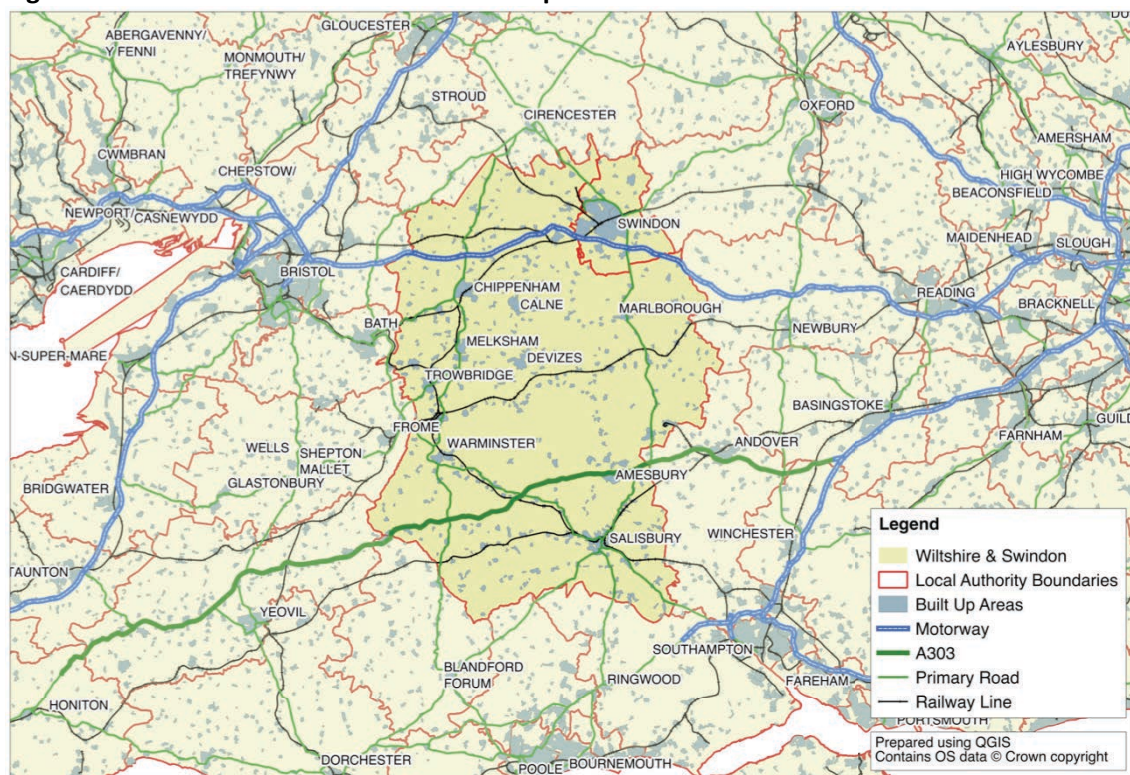 ABERGAVENNY/
Y FENNI
GLOUCESTER
MONMOUTH/
TREFYNWY
AYLESBURY
STROUD
OXFORD
CIRENCESTER
AMERSHAM
CWMBRAN
CHEPSTOW/
HIGH WYCOMBE
BEACONSFIELD
NEWPORT/
CASNEWYDD
SWINDON
MAIDENHEAD
SLOUGH
CARDIFF/
CAERDYDD
BRISTOL
CHIPPENHAM
CALNE
READING
BRACKNELL
MARLBOROUGH
BATH
NEWBURY
N-SUPER-MARE
MELKSHAM
DEVIZES
TROWBRIDGE
BASINGSTOKE
FROME
GUILD
WARMINSTER
ANDOVER
FARNHAM
WELLS
SHEPTON
MALLET
GLASTONBURY
AMESBURY
BRIDGWATER
WINCHESTER
SALISBURY
TAUNTON
YEOVIL
SOUTHAMPTON
BLANDFORD
FORUM
RINGWOOD
FAREHAM
HONITON
PORTSMOUTH
DORCHESTER
POOLE
BOURNEMOUTH
Legend
Wiltshire & Swindon
Local Authority Boundaries
Built Up Areas
Motorway
A303
Primary Road
Railway Line
Prepared using QGIS
Contains OS data © Crown copyright